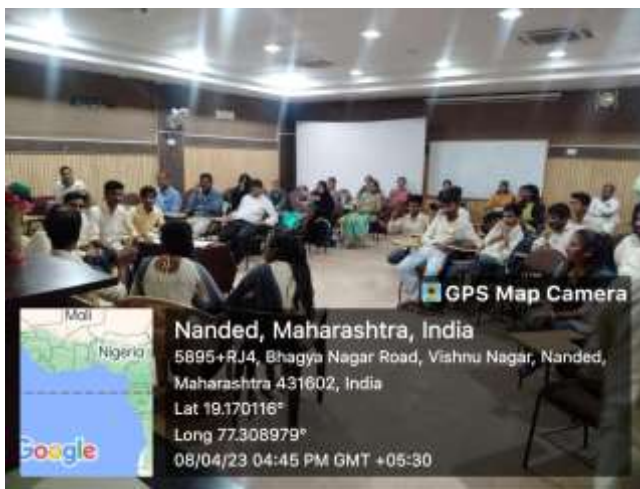 GPS Map Camera
Mali
Nigeria
Google
Nanded, Maharashtra, India
5895+RJ4, Bhagya Nagar Road, Vishnu Nagar, Nanded,
Maharashtra 431602, India
Lat 19.170116°
Long 77.308979°
08/04/23 04:45 PM GMT +05:30